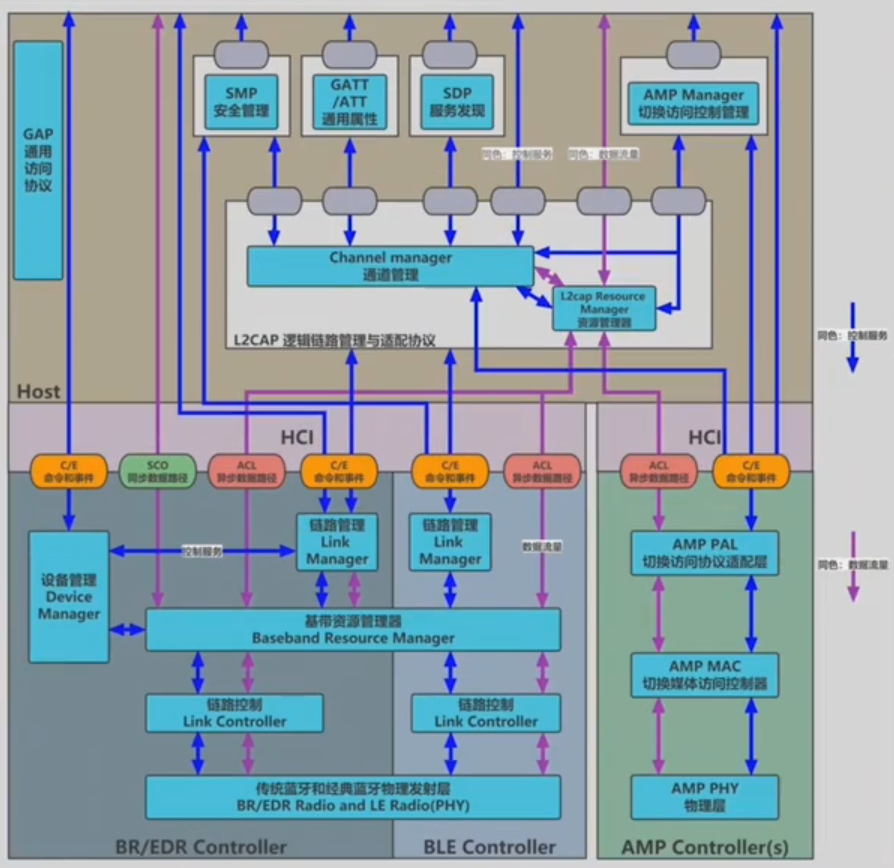 GAP
通用
访问
协议
SMP
安全管理
GATT
/ATT
通用属性
SDP
服务发现
AMP Manager
切换访问控制管理
同色：控制服务
同色：数据流量
Channel manager
通道管理
L2cap Resource
Manager
资源管理器
L2CAP 逻辑链路管理与适配协议
同色：控制服务
Host
HCI
HCI
C/E
命令和事件
SCO
同步数据路径
ACL
异步数据路径
C/E
命令和事件
C/E
命令和事件
ACL
异步数据路径
ACL
异步数据路径
C/E
命令和事件
设备管理
Device
Manager
控制服务
链路管理
Link
Manager
链路管理
Link
Manager
数据流量
AMP PAL
切换访问协议适配层
同色：数据流量
基带资源管理器
Baseband Resource Manager
AMP MAC
切换媒体访问控制器
链路控制
Link Controller
链路控制
Link Controller
传统蓝牙和经典蓝牙物理发射层
BR/EDR Radio and LE Radio(PHY)
AMP PHY
物理层
BR/EDR Controller
BLE Controller
AMP Controller(s)